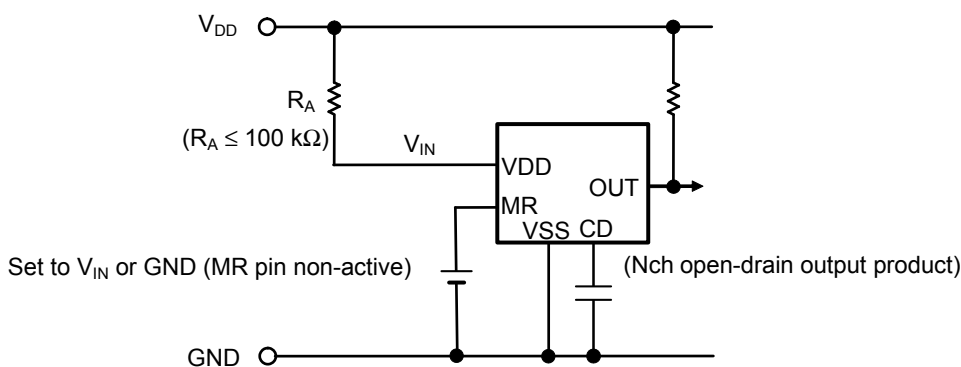 VDD
RA
(RA ≤ 100 kΩ)
VIN
VDD
OUT
MR
VSS CD
Set to VIN or GND (MR pin non-active)
(Nch open-drain output product)
GND